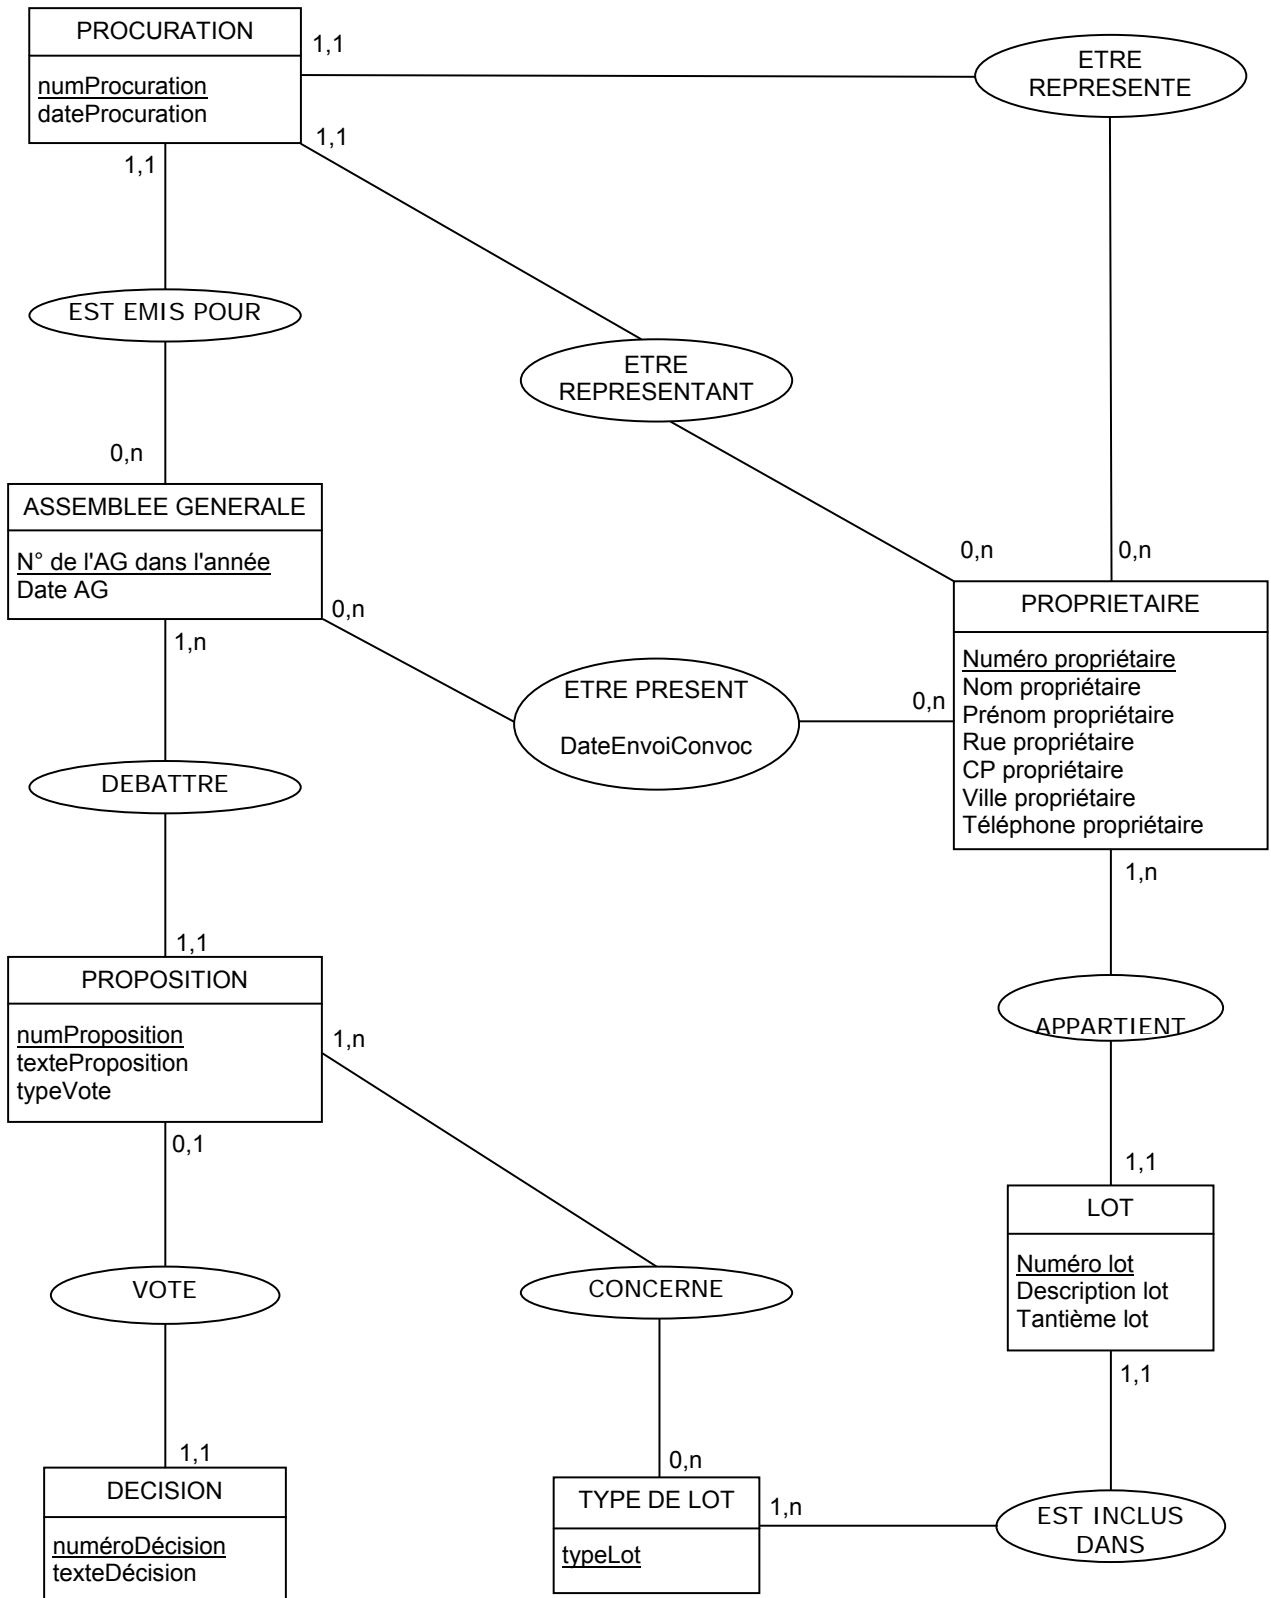 PROCURATION
numProcuration
dateProcuration
1,1
ETRE
REPRESENTE
1,1
1,1
EST EMIS POUR
ETRE
REPRESENTANT
0,n
ASSEMBLEE GENERALE
N° de l'AG dans l'année
Date AG
0,n
0,n
0,n
1,n
PROPRIETAIRE
Numéro propriétaire
Nom propriétaire
Prénom propriétaire
Rue propriétaire
CP propriétaire
Ville propriétaire
Téléphone propriétaire
ETRE PRESENT
DateEnvoiConvoc
0,n
DEBATTRE
1,n
1,1
PROPOSITION
numProposition
texteProposition
typeVote
1,n
APPARTIENT
0,1
1,1
LOT
Numéro lot
Description lot
Tantième lot
VOTE
CONCERNE
1,1
1,1
DECISION
numéroDécision
texteDécision
0,n
TYPE DE LOT
typeLot
1,n
EST INCLUS
DANS